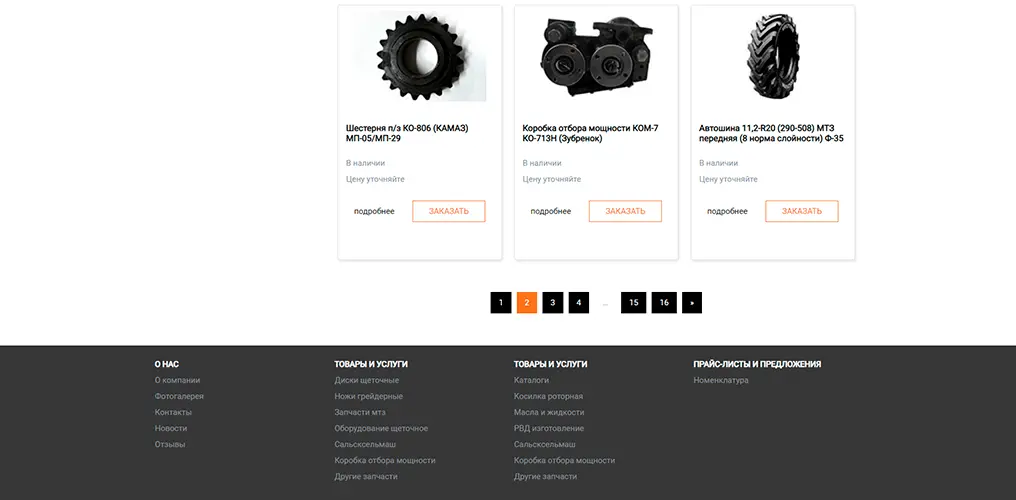 Шестерня п/з КО-806 (КАМАЗ)
МП-05/МП-29
В наличии
Цену уточняйте
подробнее
ЗАКАЗАТЬ
Коробка отбора мощности КОМ-7
КО-713Н (Зубренок)
В наличии
Цену уточняйте
подробнее
ЗАКАЗАТЬ
Автошина 11,2-R20 (290-508) МТЗ
передняя (8 норма слойности) Ф-35
В наличии
Цену уточняйте
подробнее
ЗАКАЗАТЬ
1 2 3 4 ... 15 16 »
О НАС
О компании
Фотогалерея
Контакты
Новости
Отзывы
ТОВАРЫ И УСЛУГИ
Диски щеточные
Ножи грейдерные
Запчасти мтз
Оборудование щеточное
Сальсксельмаш
Коробка отбора мощности
Другие запчасти
ТОВАРЫ И УСЛУГИ
Каталоги
Косилка роторная
Масла и жидкости
РВД изготовление
Сальсксельмаш
Коробка отбора мощности
Другие запчасти
ПРАЙС-ЛИСТЫ И ПРЕДЛОЖЕНИЯ
Номенклатура